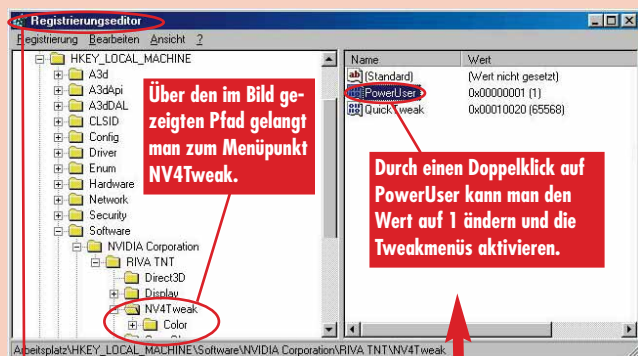 Registrierungseditor
Registrierung Bearbeiten Ansicht ?
HKEY_LOCAL_MACHINE
A3d
A3dApi
A3dDAL
CLSID
Config
Driver
Enum
Hardware
Network
Security
Software
NVIDIA Corporation
RIVA TNT
Direct3D
Display
NV4Tweak
Color
Name Wert
(Standard) (Wert nicht gesetzt)
PowerUser 0x00000001 (1)
QuickTweak 0x00010020 (65568)
Über den im Bild ge-
zeigten Pfad gelangt
man zum Menüpunkt
NV4Tweak.
Durch einen Doppelklick auf
PowerUser kann man den
Wert auf 1 ändern und die
Tweakmenüs aktivieren.
Arbeitsplatz\HKEY_LOCAL_MACHINE\Software\NVIDIA Corporation\RIVA TNT\NV4Tweak